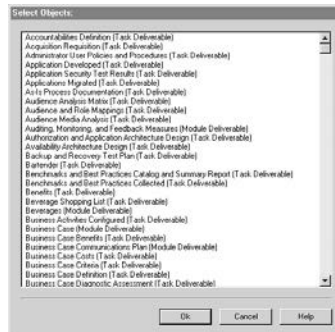 Select Objects:
Accountabilities Definition (Task Deliverable)
Acquisition Requisition (Task Deliverable)
Administrator User Policies and Procedures (Task Deliverable)
Application Developed (Task Deliverable)
Application Security Test Results (Task Deliverable)
Applications Migrated (Task Deliverable)
As-Is Process Documentation (Task Deliverable)
Audience Analysis Matrix (Task Deliverable)
Audience and Role Mappings (Task Deliverable)
Audience Media Analysis (Task Deliverable)
Auditing, Monitoring, and Feedback Measures (Module Deliverable)
Authorization and Application Architecture Design (Task Deliverable)
Availability Architecture Design (Task Deliverable)
Backup and Recovery Test Plan (Task Deliverable)
Bartender (Task Deliverable)
Benchmarks and Best Practices Catalog and Summary Report (Task Deliverable)
Benchmarks and Best Practices Collected (Task Deliverable)
Beverage Shopping List (Task Deliverable)
Beverages (Module Deliverable)
Business Activities Configured (Task Deliverable)
Business Case (Module Deliverable)
Business Case Benefits (Task Deliverable)
Business Case Communications Plan (Module Deliverable)
Business Case Costs (Task Deliverable)
Business Case Criteria (Task Deliverable)
Business Case Definition (Task Deliverable)
Business Case Diagnostic Assessment (Task Deliverable)
Ok Cancel Help